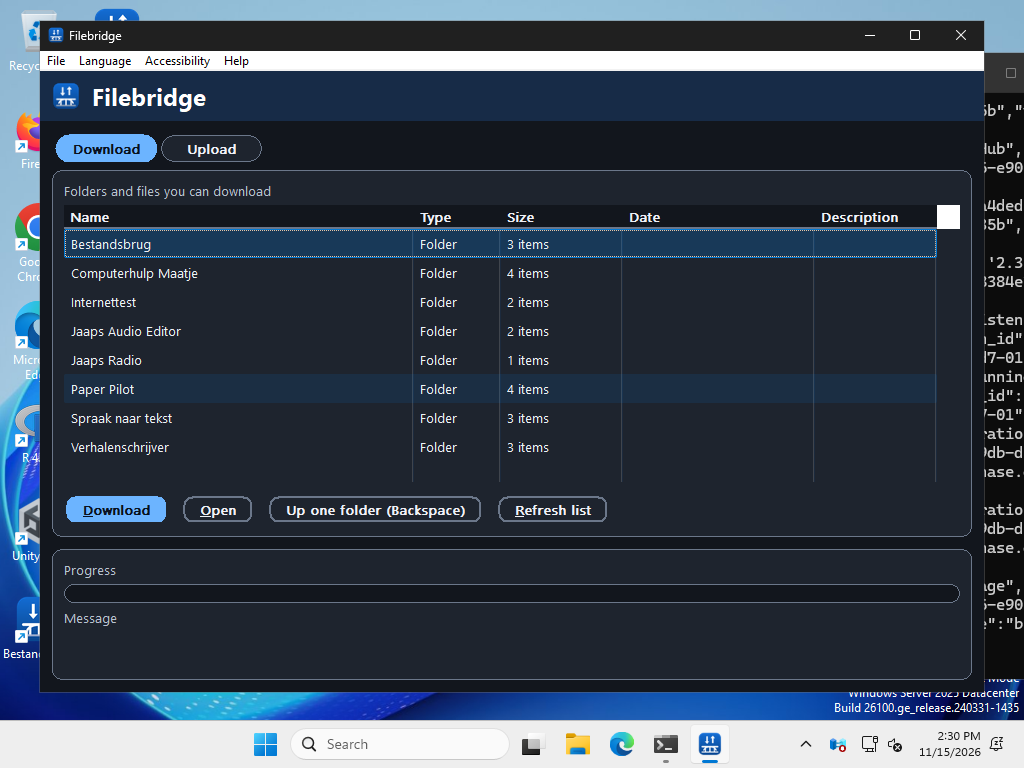 Filebridge
File Language Accessibility Help
Filebridge
Download Upload
Folders and files you can download
Name Type Size Date Description
Bestandsbrug Folder 3 items
Computerhulp Maatje Folder 4 items
Internettest Folder 2 items
Jaaps Audio Editor Folder 2 items
Jaaps Radio Folder 1 items
Paper Pilot Folder 4 items
Spraak naar tekst Folder 3 items
Verhalenschrijver Folder 3 items
Download Open Up one folder (Backspace) Refresh list
Progress
Message
Windows Server 2025 Datacenter
Build 26100.ge_release.240331-1435
Search
2:30 PM
11/15/2026